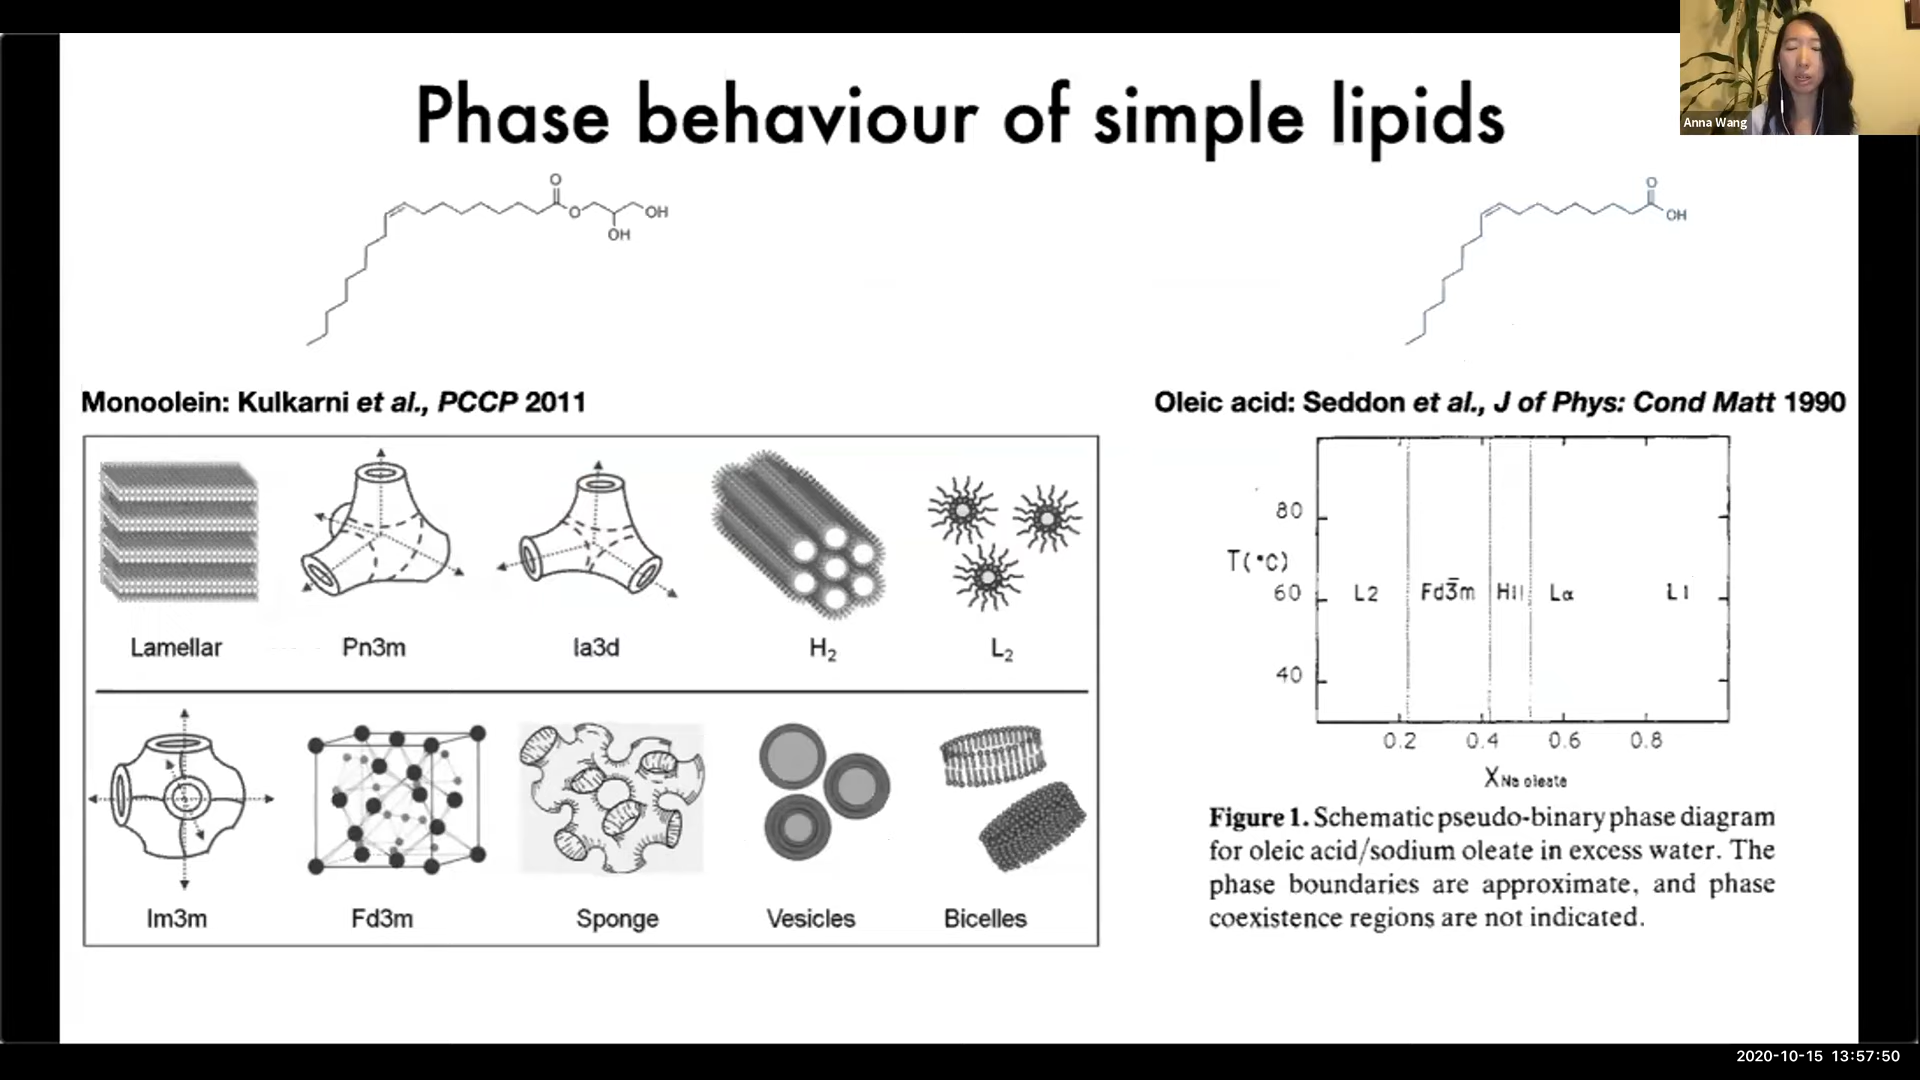 Phase behaviour of simple lipids
Anna Wang
O
O
OH
OH
O
OH
Monoolein: Kulkarni et al., PCCP 2011
Lamellar
Pn3m
Ia3d
H₂
L₂
Im3m
Fd3m
Sponge
Vesicles
Bicelles
Oleic acid: Seddon et al., J of Phys: Cond Matt 1990
80
T(°C)
60
40
L2
Fd3̅m
HII
Lα
L1
0.2
0.4
0.6
0.8
X Na oleate
Figure 1. Schematic pseudo-binary phase diagram
for oleic acid/sodium oleate in excess water. The
phase boundaries are approximate, and phase
coexistence regions are not indicated.
2020-10-15 13:57:50